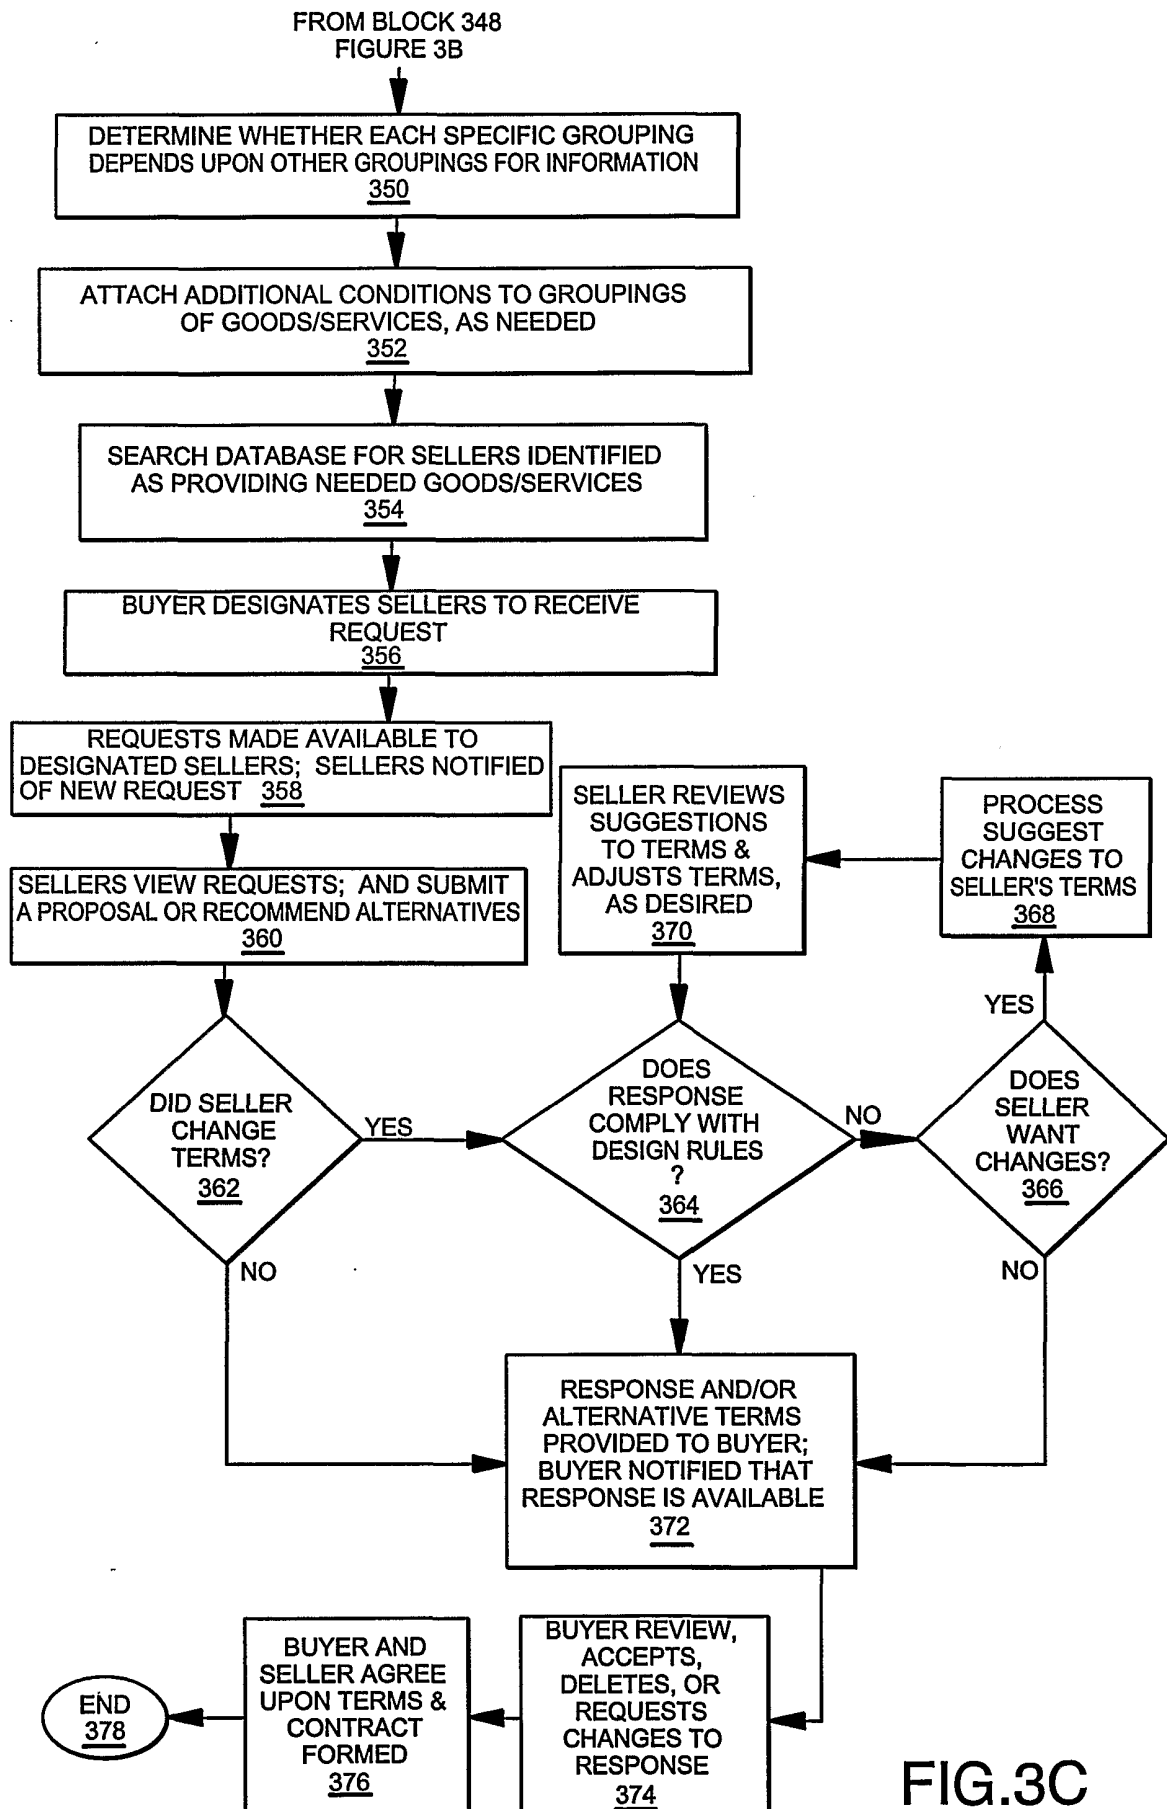 FROM BLOCK 348
FIGURE 3B
DETERMINE WHETHER EACH SPECIFIC GROUPING
DEPENDS UPON OTHER GROUPINGS FOR INFORMATION
350
ATTACH ADDITIONAL CONDITIONS TO GROUPINGS
OF GOODS/SERVICES, AS NEEDED
352
SEARCH DATABASE FOR SELLERS IDENTIFIED
AS PROVIDING NEEDED GOODS/SERVICES
354
BUYER DESIGNATES SELLERS TO RECEIVE
REQUEST
356
REQUESTS MADE AVAILABLE TO
DESIGNATED SELLERS; SELLERS NOTIFIED
OF NEW REQUEST 358
SELLERS VIEW REQUESTS; AND SUBMIT
A PROPOSAL OR RECOMMEND ALTERNATIVES
360
SELLER REVIEWS
SUGGESTIONS
TO TERMS &
ADJUSTS TERMS,
AS DESIRED
370
PROCESS
SUGGEST
CHANGES TO
SELLER'S TERMS
368
YES
DID SELLER
CHANGE
TERMS?
362
YES
DOES
RESPONSE
COMPLY WITH
DESIGN RULES
?
364
NO
DOES
SELLER
WANT
CHANGES?
366
NO
YES
NO
RESPONSE AND/OR
ALTERNATIVE TERMS
PROVIDED TO BUYER;
BUYER NOTIFIED THAT
RESPONSE IS AVAILABLE
372
BUYER REVIEW,
ACCEPTS,
DELETES, OR
REQUESTS
CHANGES TO
RESPONSE
374
BUYER AND
SELLER AGREE
UPON TERMS &
CONTRACT
FORMED
376
END
378
FIG.3C